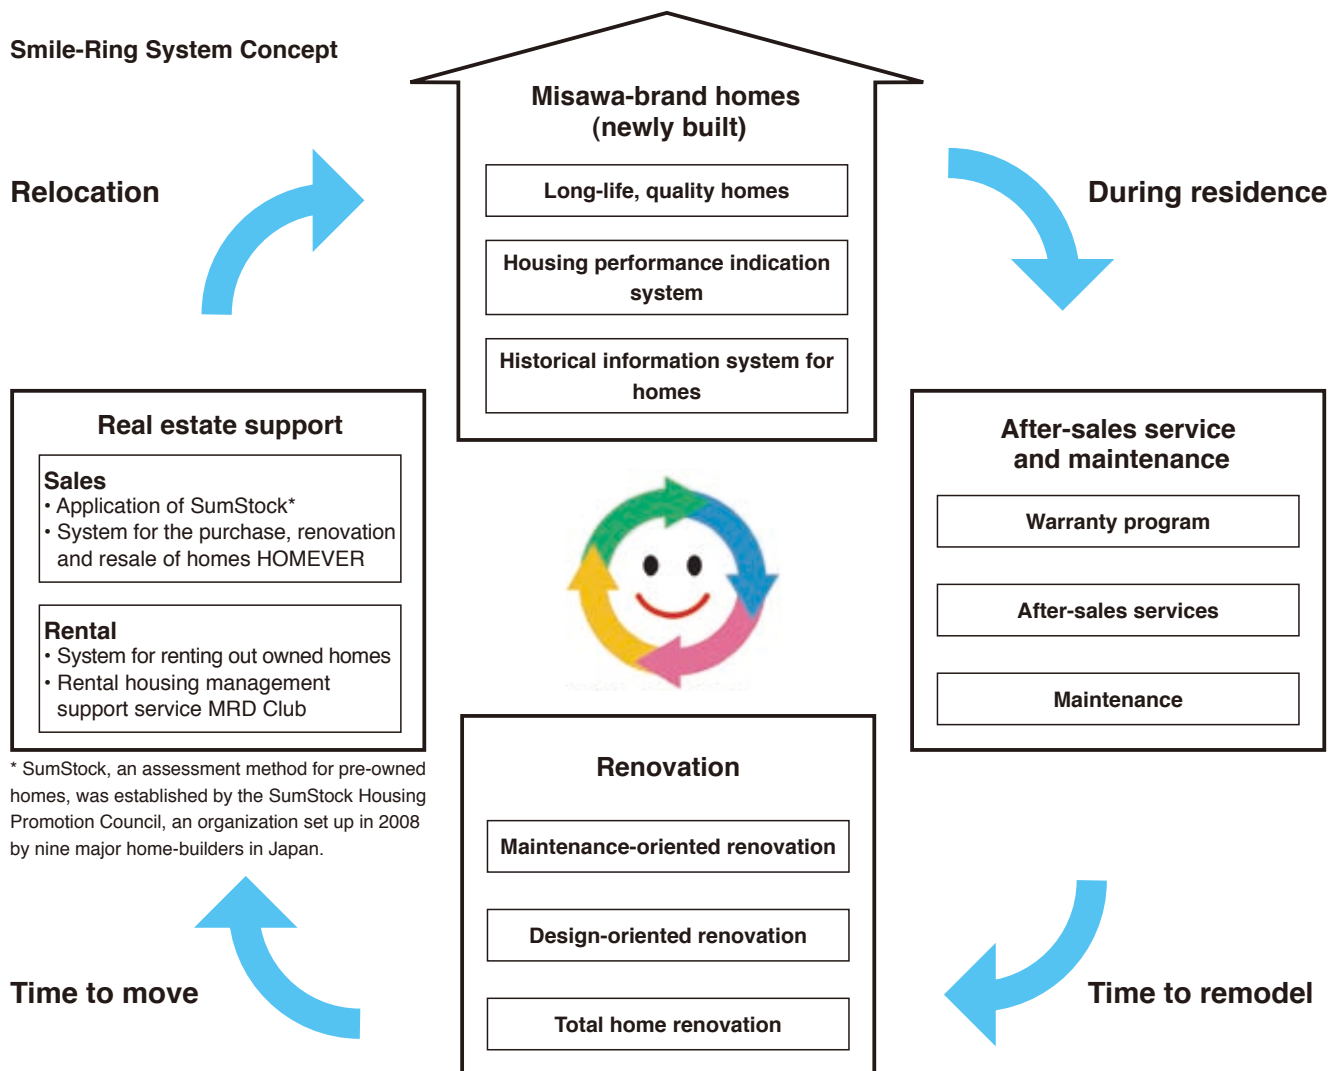 Smile-Ring System Concept
Misawa-brand homes
(newly built)
Long-life, quality homes
Housing performance indication
system
Historical information system for
homes
Relocation
During residence
Real estate support
Sales
• Application of SumStock*
• System for the purchase, renovation
and resale of homes HOMEVER
Rental
• System for renting out owned homes
• Rental housing management
support service MRD Club
* SumStock, an assessment method for pre-owned
homes, was established by the SumStock Housing
Promotion Council, an organization set up in 2008
by nine major home-builders in Japan.
After-sales service
and maintenance
Warranty program
After-sales services
Maintenance
Renovation
Maintenance-oriented renovation
Design-oriented renovation
Total home renovation
Time to move
Time to remodel